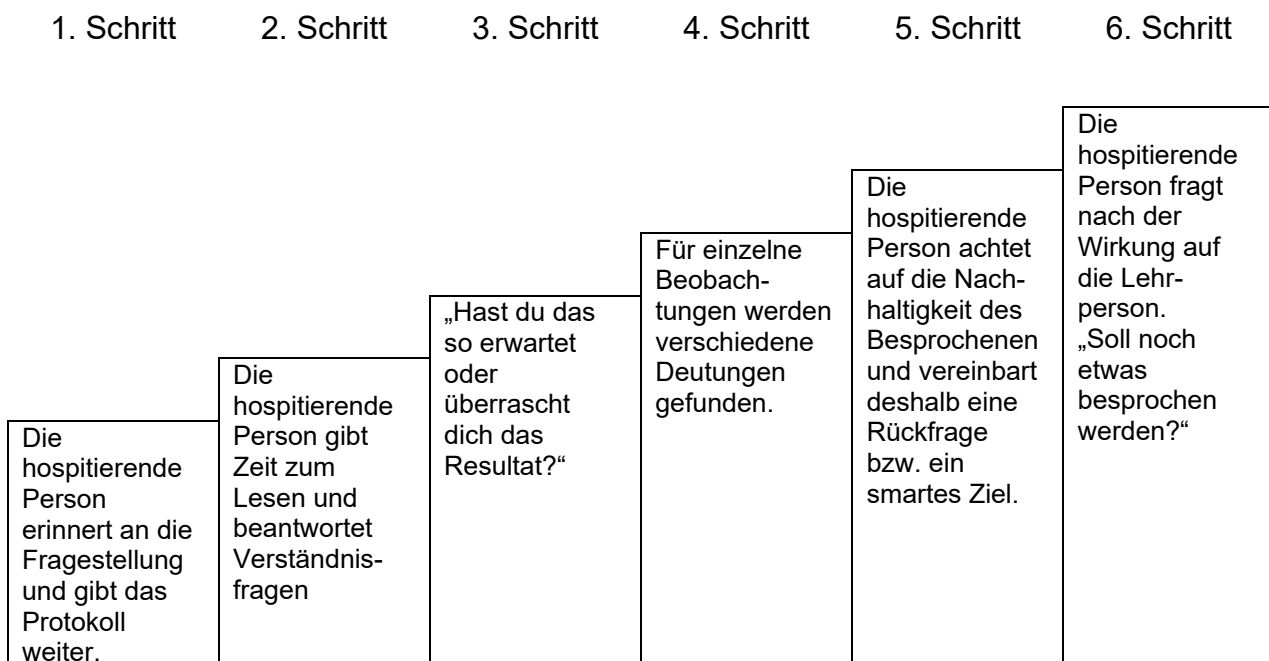 1. Schritt 2. Schritt 3. Schritt 4. Schritt 5. Schritt 6. Schritt
Die
hospitierende
Person
erinnert an die
Fragestellung
und gibt das
Protokoll
weiter.
Die
hospitierende
Person gibt
Zeit zum
Lesen und
beantwortet
Verständnis-
fragen
„Hast du das
so erwartet
oder
überrascht
dich das
Resultat?“
Für einzelne
Beobach-
tungen werden
verschiedene
Deutungen
gefunden.
Die
hospitierende
Person achtet
auf die Nach-
haltigkeit des
Besprochenen
und vereinbart
deshalb eine
Rückfrage
bzw. ein
smartes Ziel.
Die
hospitierende
Person fragt
nach der
Wirkung auf
die Lehr-
person.
„Soll noch
etwas
besprochen
werden?“